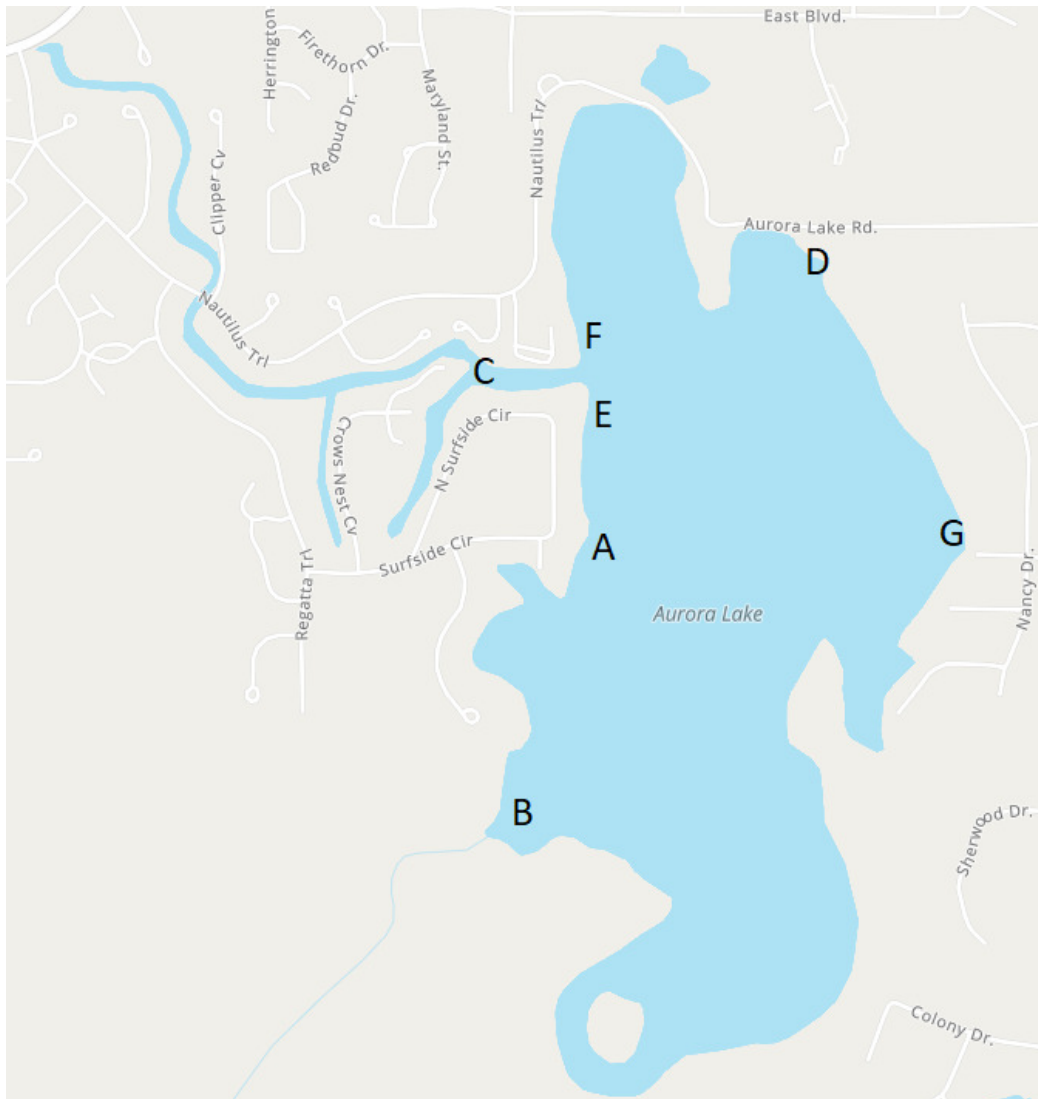 East Blvd.
Herrington
Firethorn Dr.
Maryland St.
Redbud Dr.
Nautilus Trl
Clipper Cv
Aurora Lake Rd.
D
Nautilus Trl
F
C
E
N Surfside Cir
Crows Nest Cv
A
G
Surfside Cir
Regatta Trl
Nancy Dr.
Aurora Lake
B
Sherwood Dr.
Colony Dr.